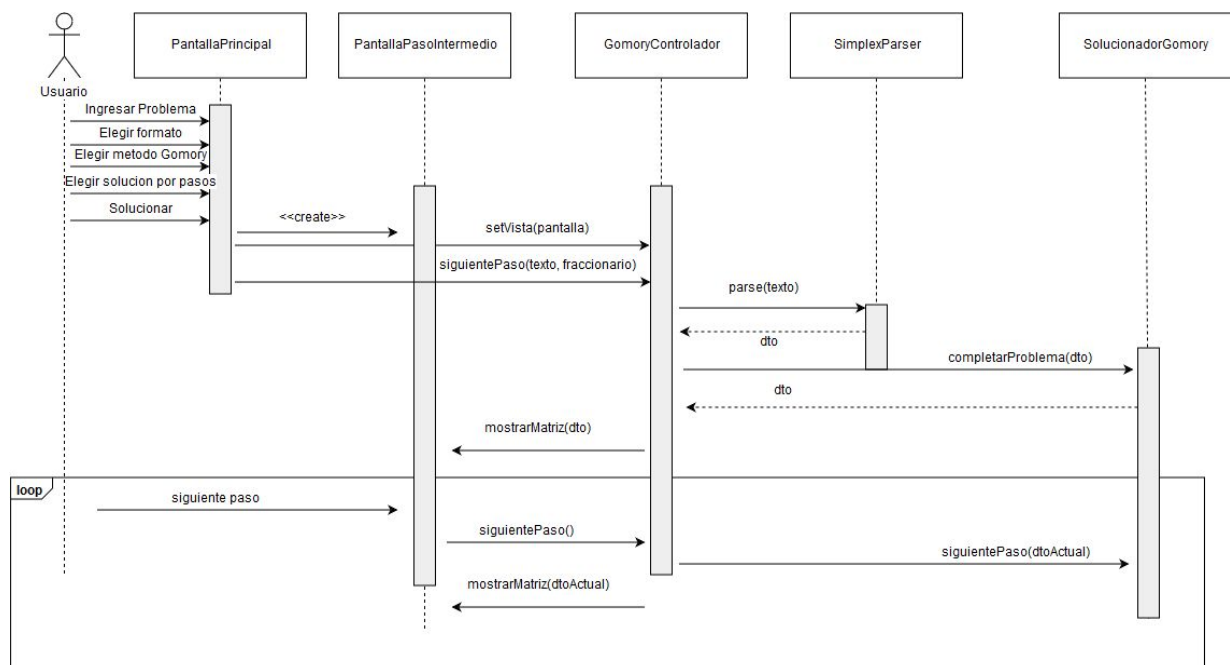 PantallaPrincipal
PantallaPasoIntermedio
GomoryControlador
SimplexParser
SolucionadorGomory
Usuario
Ingresar Problema
Elegir formato
Elegir metodo Gomory
Elegir solucion por pasos
Solucionar
<<create>>
setVista(pantalla)
siguientePaso(texto, fraccionario)
parse(texto)
dto
completarProblema(dto)
dto
mostrarMatriz(dto)
loop
siguiente paso
siguientePaso()
siguientePaso(dtoActual)
mostrarMatriz(dtoActual)